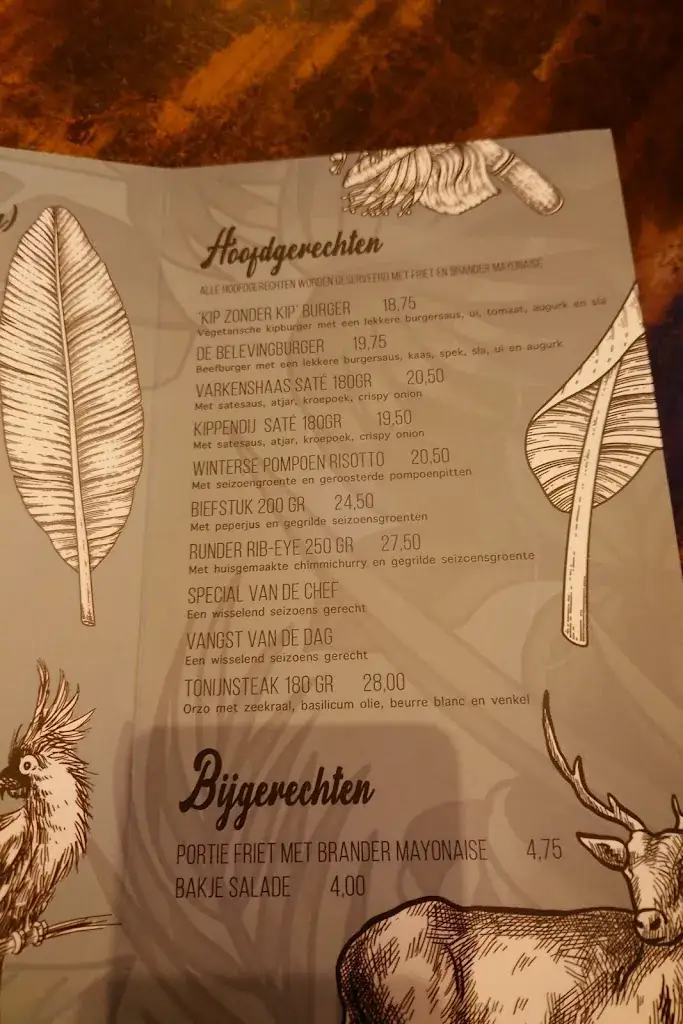 Hoofdgerechten
ALLE HOOFDGERECHTEN WORDEN GESERVEERD MET FRIET EN BRANDER MAYONAISE
'KIP ZONDER KIP' BURGER 18,75
Vegetarische kipburger met een lekkere burgersaus, ui, tomaat, augurk en sla
DE BELEVINGBURGER 19,75
Beefburger met een lekkere burgersaus, kaas, spek, sla, ui en augurk
VARKENSHAAS SATÉ 180GR 20,50
Met satesaus, atjar, kroepoek, crispy onion
KIPPENDIJ SATÉ 180GR 19,50
Met satesaus, atjar, kroepoek, crispy onion
WINTERSE POMPOEN RISOTTO 20,50
Met seizoengroente en geroosterde pompoenpitten
BIEFSTUK 200 GR 24,50
Met peperjus en gegrilde seizoensgroenten
RUNDER RIB-EYE 250 GR 27,50
Met huisgemaakte chimmichurry en gegrilde seizoensgroente
SPECIAL VAN DE CHEF
Een wisselend seizoens gerecht
VANGST VAN DE DAG
Een wisselend seizoens gerecht
TONIJNSTEAK 180 GR 28,00
Orzo met zeekraal, basilicum olie, beurre blanc en venkel
Bijgerechten
PORTIE FRIET MET BRANDER MAYONAISE 4,75
BAKJE SALADE 4,00